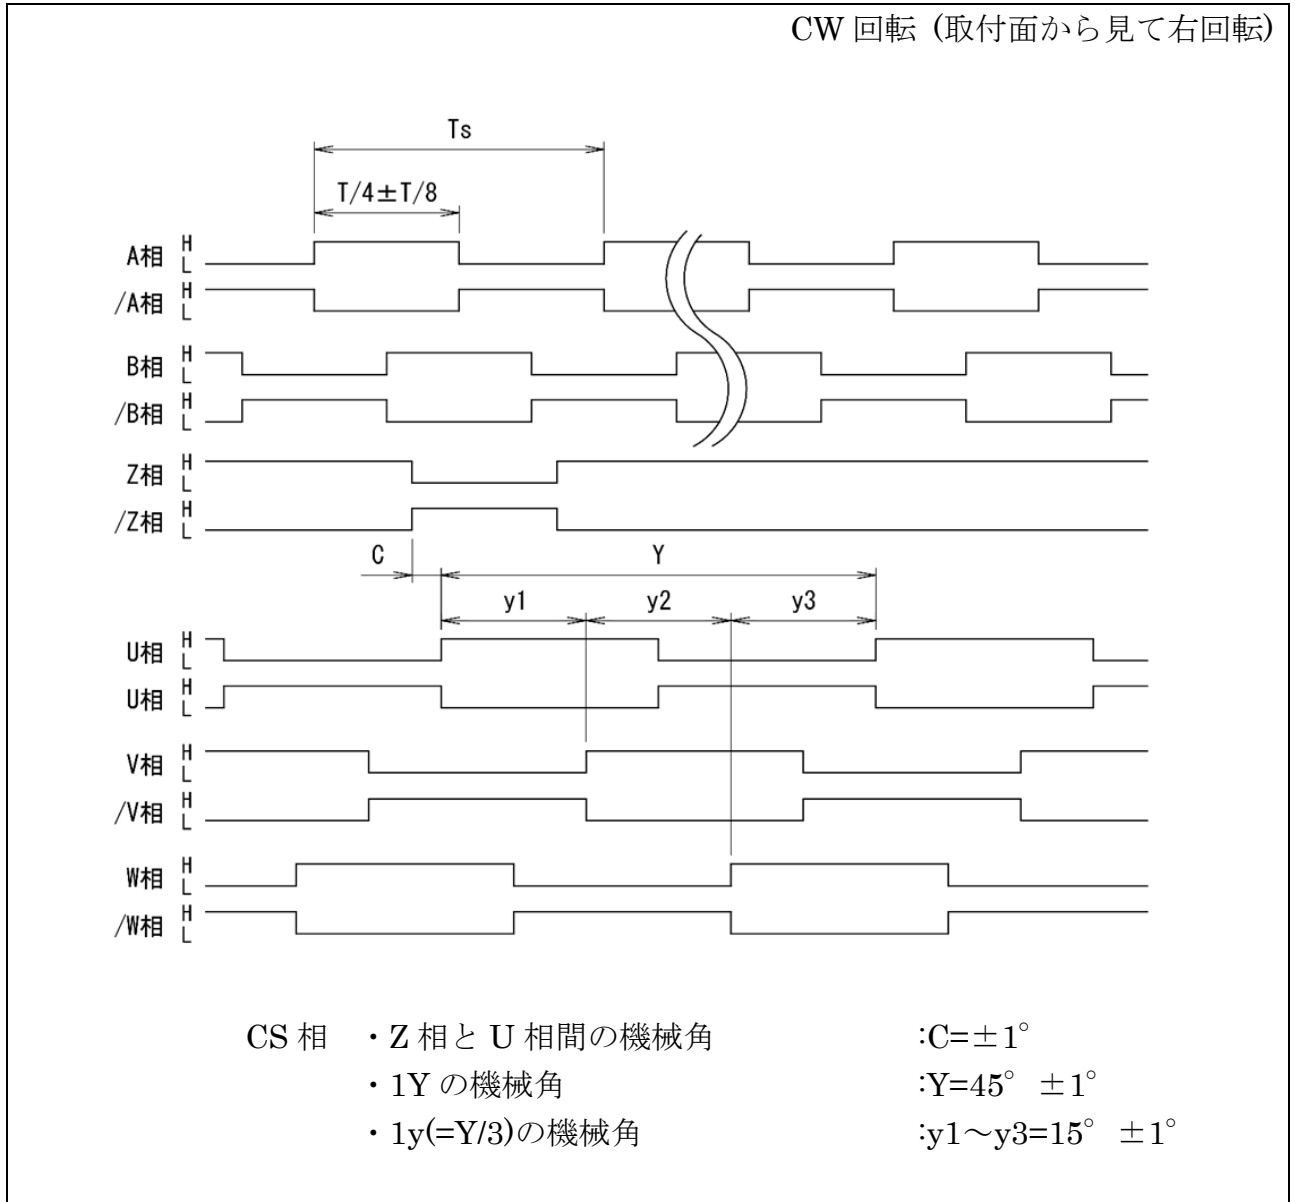 CW 回転 (取付面から見て右回転)
Ts
T/4±T/8
A相 H L
/A相 H L
B相 H L
/B相 H L
Z相 H L
/Z相 H L
C Y
y1 y2 y3
U相 H L
U相 H L
V相 H L
/V相 H L
W相 H L
/W相 H L
CS 相 ・Z 相と U 相間の機械角 :C=±1°
・1Y の機械角 :Y=45° ±1°
・1y(=Y/3)の機械角 :y1～y3=15° ±1°